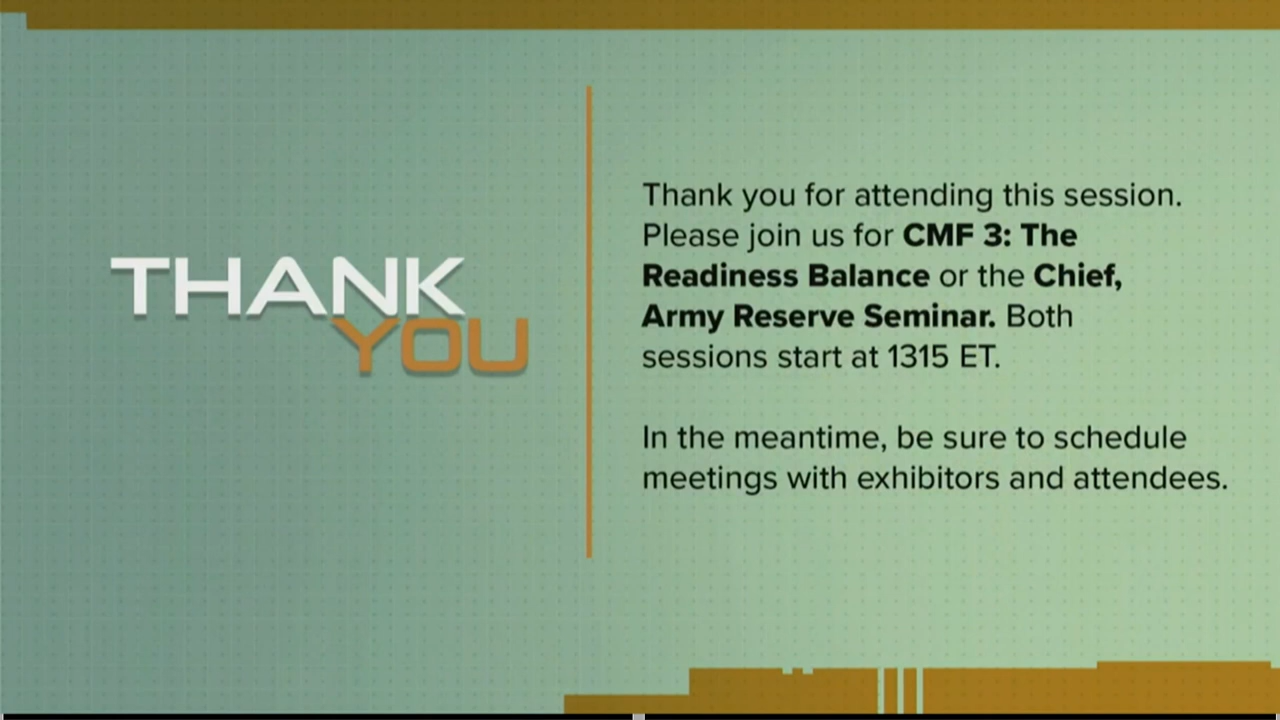 THANK
YOU
Thank you for attending this session.
Please join us for CMF 3: The
Readiness Balance or the Chief,
Army Reserve Seminar. Both
sessions start at 1315 ET.
In the meantime, be sure to schedule
meetings with exhibitors and attendees.